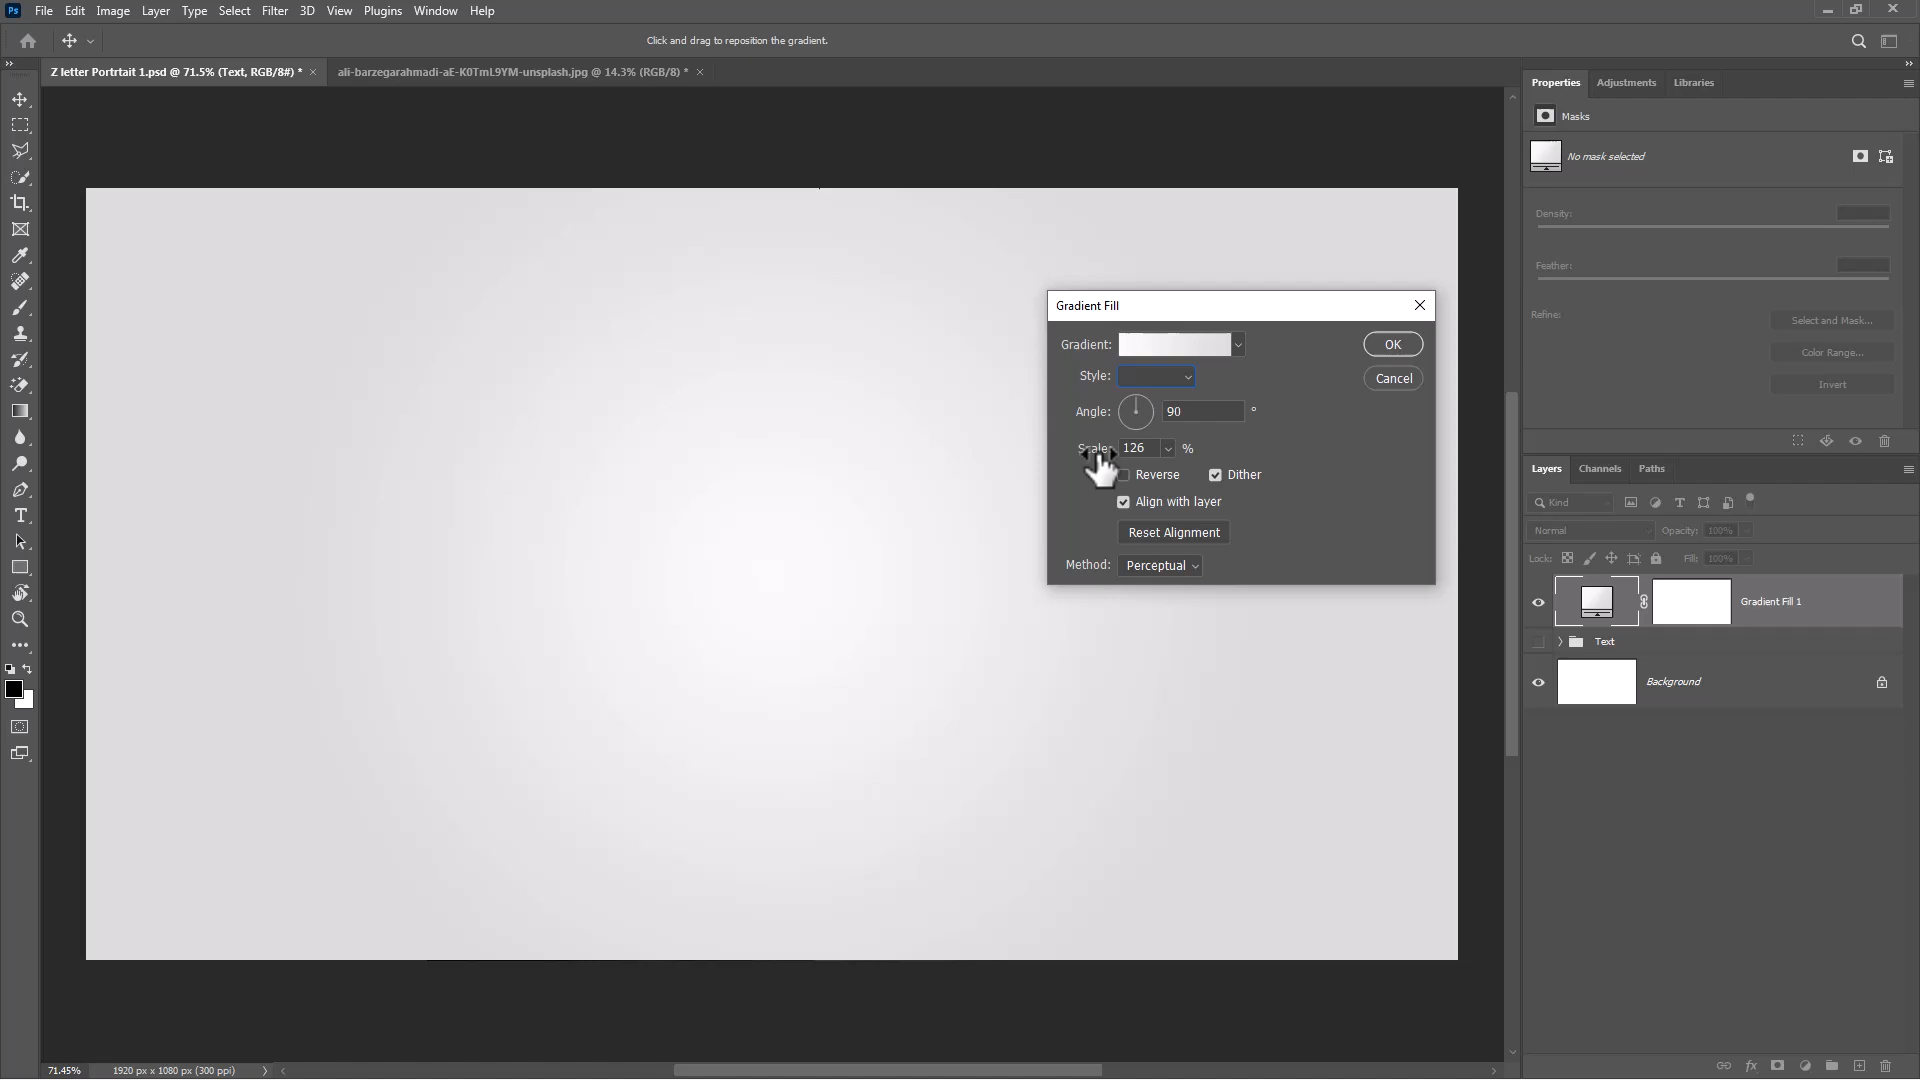 Ps File Edit Image Layer Type Select Filter 3D View Plugins Window Help
Click and drag to reposition the gradient.
Z letter Portrtait 1.psd @ 71.5% (Text, RGB/8#) * ali-barzegarahmadi-aE-K0TmL9YM-unsplash.jpg @ 14.3% (RGB/8) *
Properties Adjustments Libraries
Masks
No mask selected
Density:
Feather:
Refine:
Select and Mask...
Color Range...
Invert
Gradient Fill
Gradient: OK
Style: Cancel
Angle: 90 °
Scale: 126 %
Reverse Dither
Align with layer
Reset Alignment
Method: Perceptual
Layers Channels Paths
Kind
Normal Opacity: 100%
Lock: Fill: 100%
Gradient Fill 1
Text
Background
71.45% 1920 px x 1080 px (300 ppi)
fx